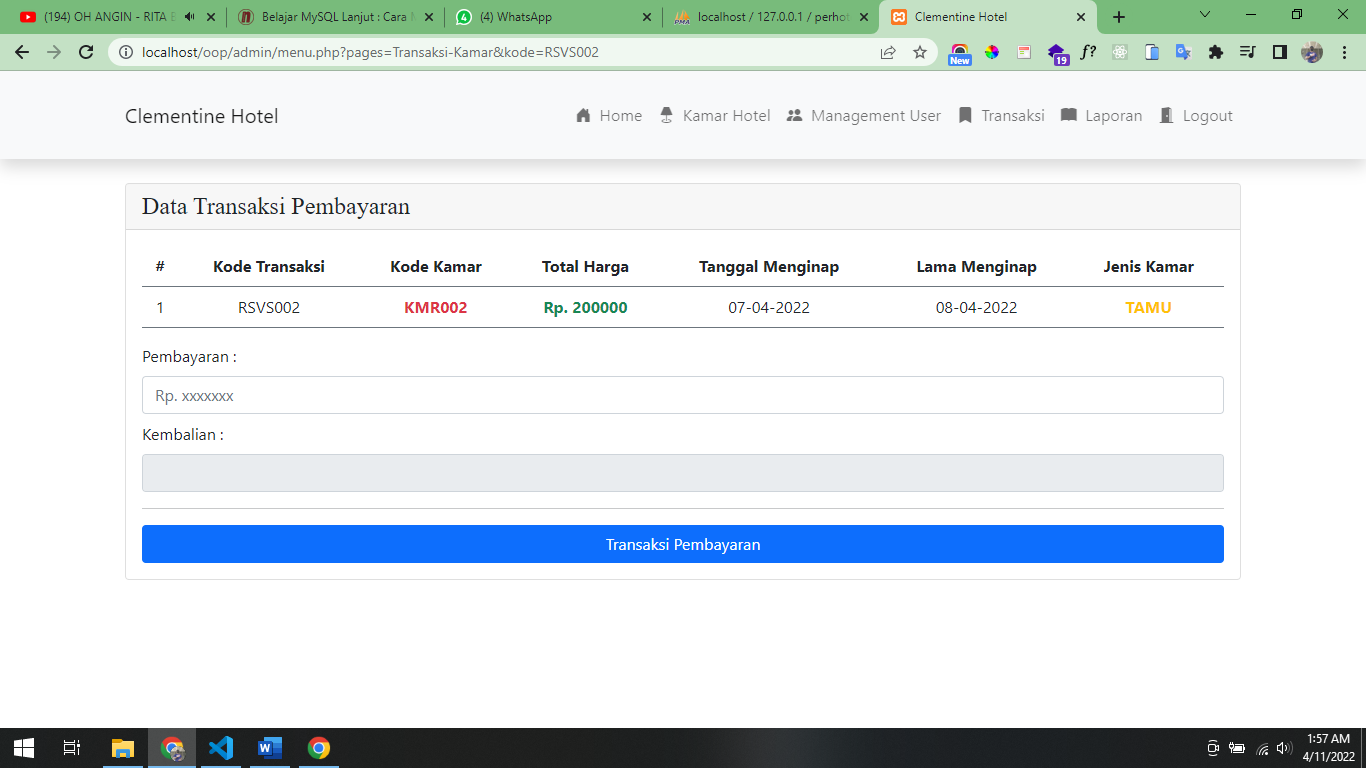 (194) OH ANGIN - RITA
Belajar MySQL Lanjut : Cara
(4) WhatsApp
localhost / 127.0.0.1 / perhot
Clementine Hotel
localhost/oop/admin/menu.php?pages=Transaksi-Kamar&kode=RSVS002
New
19
f?
Clementine Hotel
Home
Kamar Hotel
Management User
Transaksi
Laporan
Logout
Data Transaksi Pembayaran
# Kode Transaksi Kode Kamar Total Harga Tanggal Menginap Lama Menginap Jenis Kamar
1 RSVS002 KMR002 Rp. 200000 07-04-2022 08-04-2022 TAMU
Pembayaran :
Rp. xxxxxxx
Kembalian :
Transaksi Pembayaran
1:57 AM
4/11/2022